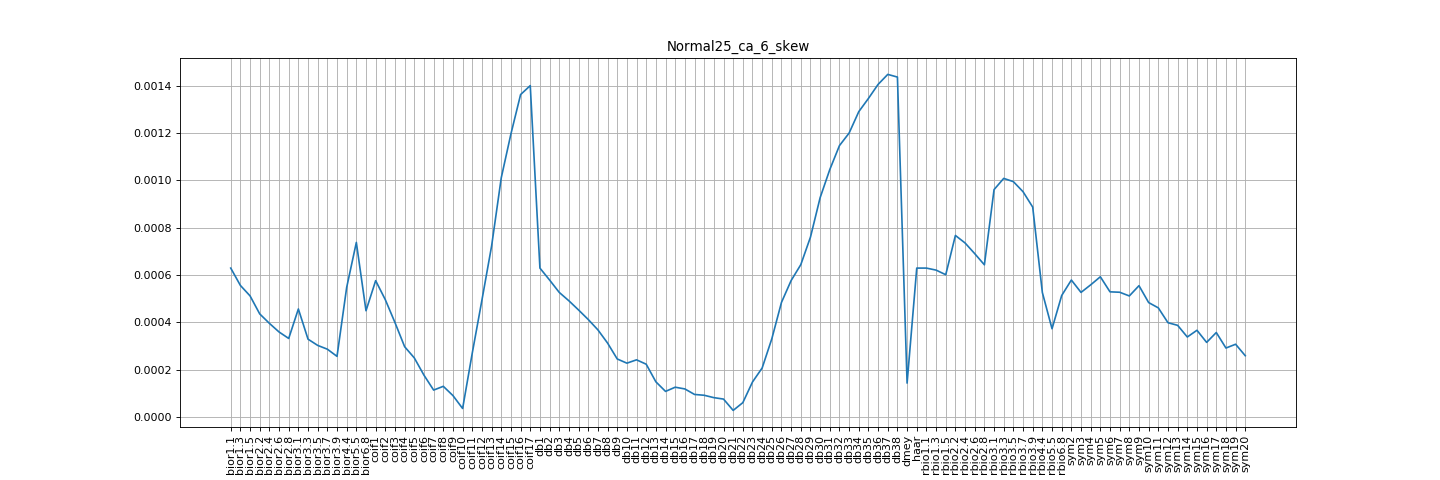 Normal25_ca_6_skew
0.0014
0.0012
0.0010
0.0008
0.0006
0.0004
0.0002
0.0000
bior1.1
bior1.3
bior1.5
bior2.2
bior2.4
bior2.6
bior2.8
bior3.1
bior3.3
bior3.5
bior3.7
bior3.9
bior4.4
bior5.5
bior6.8
coif1
coif2
coif3
coif4
coif5
coif6
coif7
coif8
coif9
coif10
coif11
coif12
coif13
coif14
coif15
coif16
coif17
db1
db2
db3
db4
db5
db6
db7
db8
db9
db10
db11
db12
db13
db14
db15
db16
db17
db18
db19
db20
db21
db22
db23
db24
db25
db26
db27
db28
db29
db30
db31
db32
db33
db34
db35
db36
db37
db38
dmey
haar
rbio1.1
rbio1.3
rbio1.5
rbio2.2
rbio2.4
rbio2.6
rbio2.8
rbio3.1
rbio3.3
rbio3.5
rbio3.7
rbio3.9
rbio4.4
rbio5.5
rbio6.8
sym2
sym3
sym4
sym5
sym6
sym7
sym8
sym9
sym10
sym11
sym12
sym13
sym14
sym15
sym16
sym17
sym18
sym19
sym20